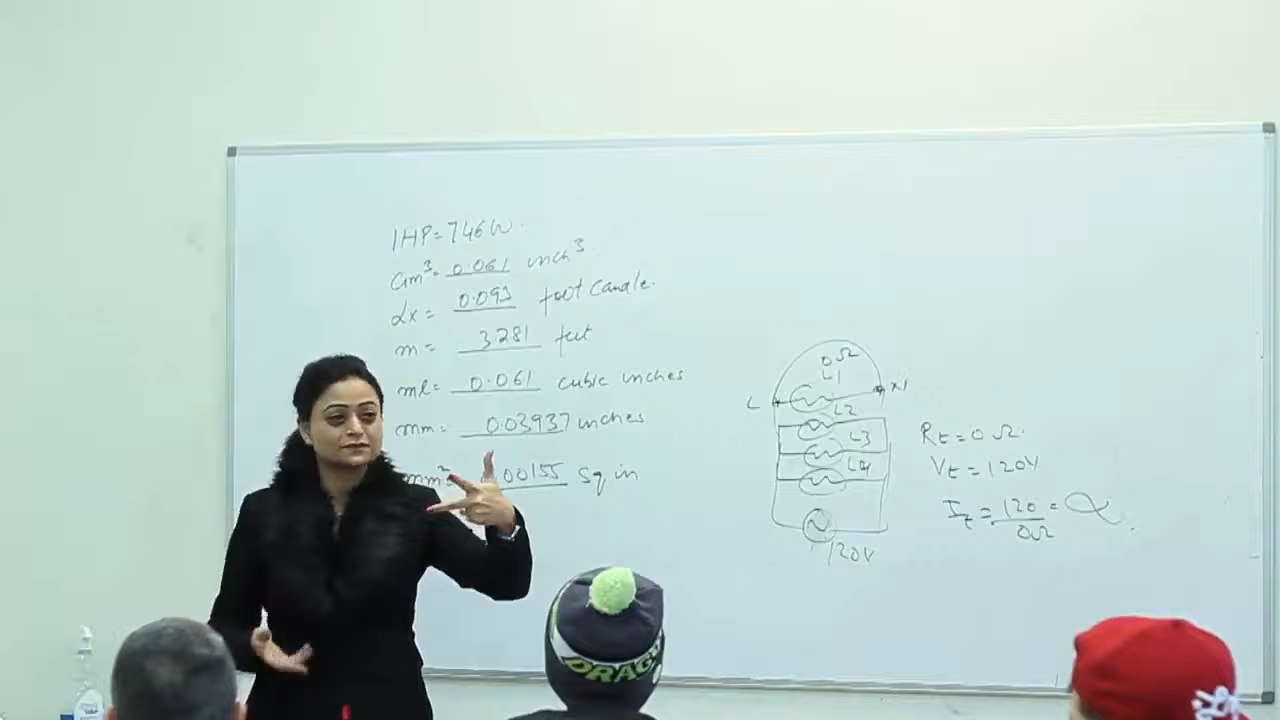 1HP = 746W.
cm³ = 0.061 inch³.
Lx = 0.093 foot candle.
m = 3.281 feet
ml = 0.061 cubic inches
mm = 0.03937 inches
mm² 00155 sq in
0Ω
L1
L X1
L2
L3
L4
120V
Rt = 0Ω.
Vt = 120V
It = 120 = ∝
0Ω
DRAG